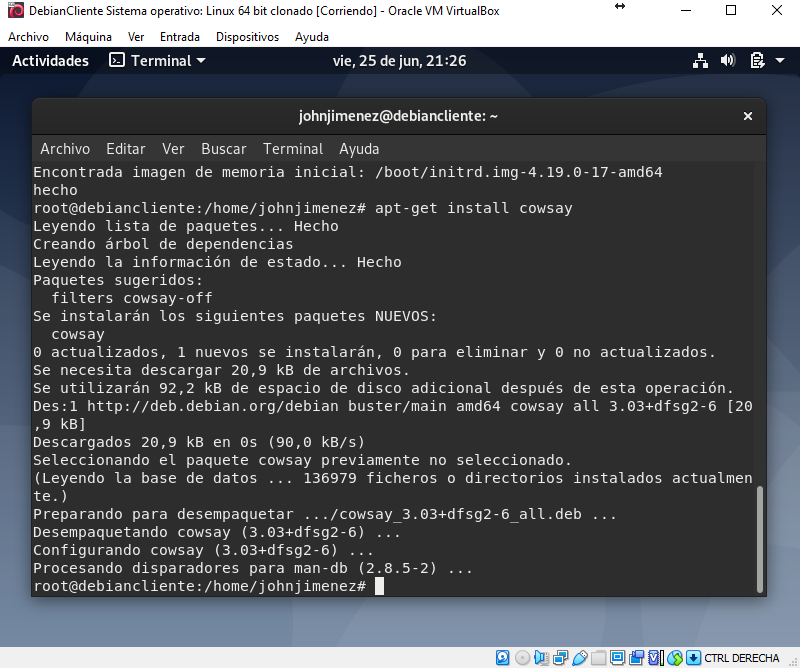 DebianCliente Sistema operativo: Linux 64 bit clonado [Corriendo] - Oracle VM VirtualBox
Archivo Máquina Ver Entrada Dispositivos Ayuda
Actividades Terminal vie, 25 de jun, 21:26
johnjimenez@debiancliente: ~
Archivo Editar Ver Buscar Terminal Ayuda
Encontrada imagen de memoria inicial: /boot/initrd.img-4.19.0-17-amd64
hecho
root@debiancliente:/home/johnjimenez# apt-get install cowsay
Leyendo lista de paquetes... Hecho
Creando árbol de dependencias
Leyendo la información de estado... Hecho
Paquetes sugeridos:
filters cowsay-off
Se instalarán los siguientes paquetes NUEVOS:
cowsay
0 actualizados, 1 nuevos se instalarán, 0 para eliminar y 0 no actualizados.
Se necesita descargar 20,9 kB de archivos.
Se utilizarán 92,2 kB de espacio de disco adicional después de esta operación.
Des:1 http://deb.debian.org/debian buster/main amd64 cowsay all 3.03+dfsg2-6 [20
,9 kB]
Descargados 20,9 kB en 0s (90,0 kB/s)
Seleccionando el paquete cowsay previamente no seleccionado.
(Leyendo la base de datos ... 136979 ficheros o directorios instalados actualmen
te.)
Preparando para desempaquetar .../cowsay_3.03+dfsg2-6_all.deb ...
Desempaquetando cowsay (3.03+dfsg2-6) ...
Configurando cowsay (3.03+dfsg2-6) ...
Procesando disparadores para man-db (2.8.5-2) ...
root@debiancliente:/home/johnjimenez#
CTRL DERECHA